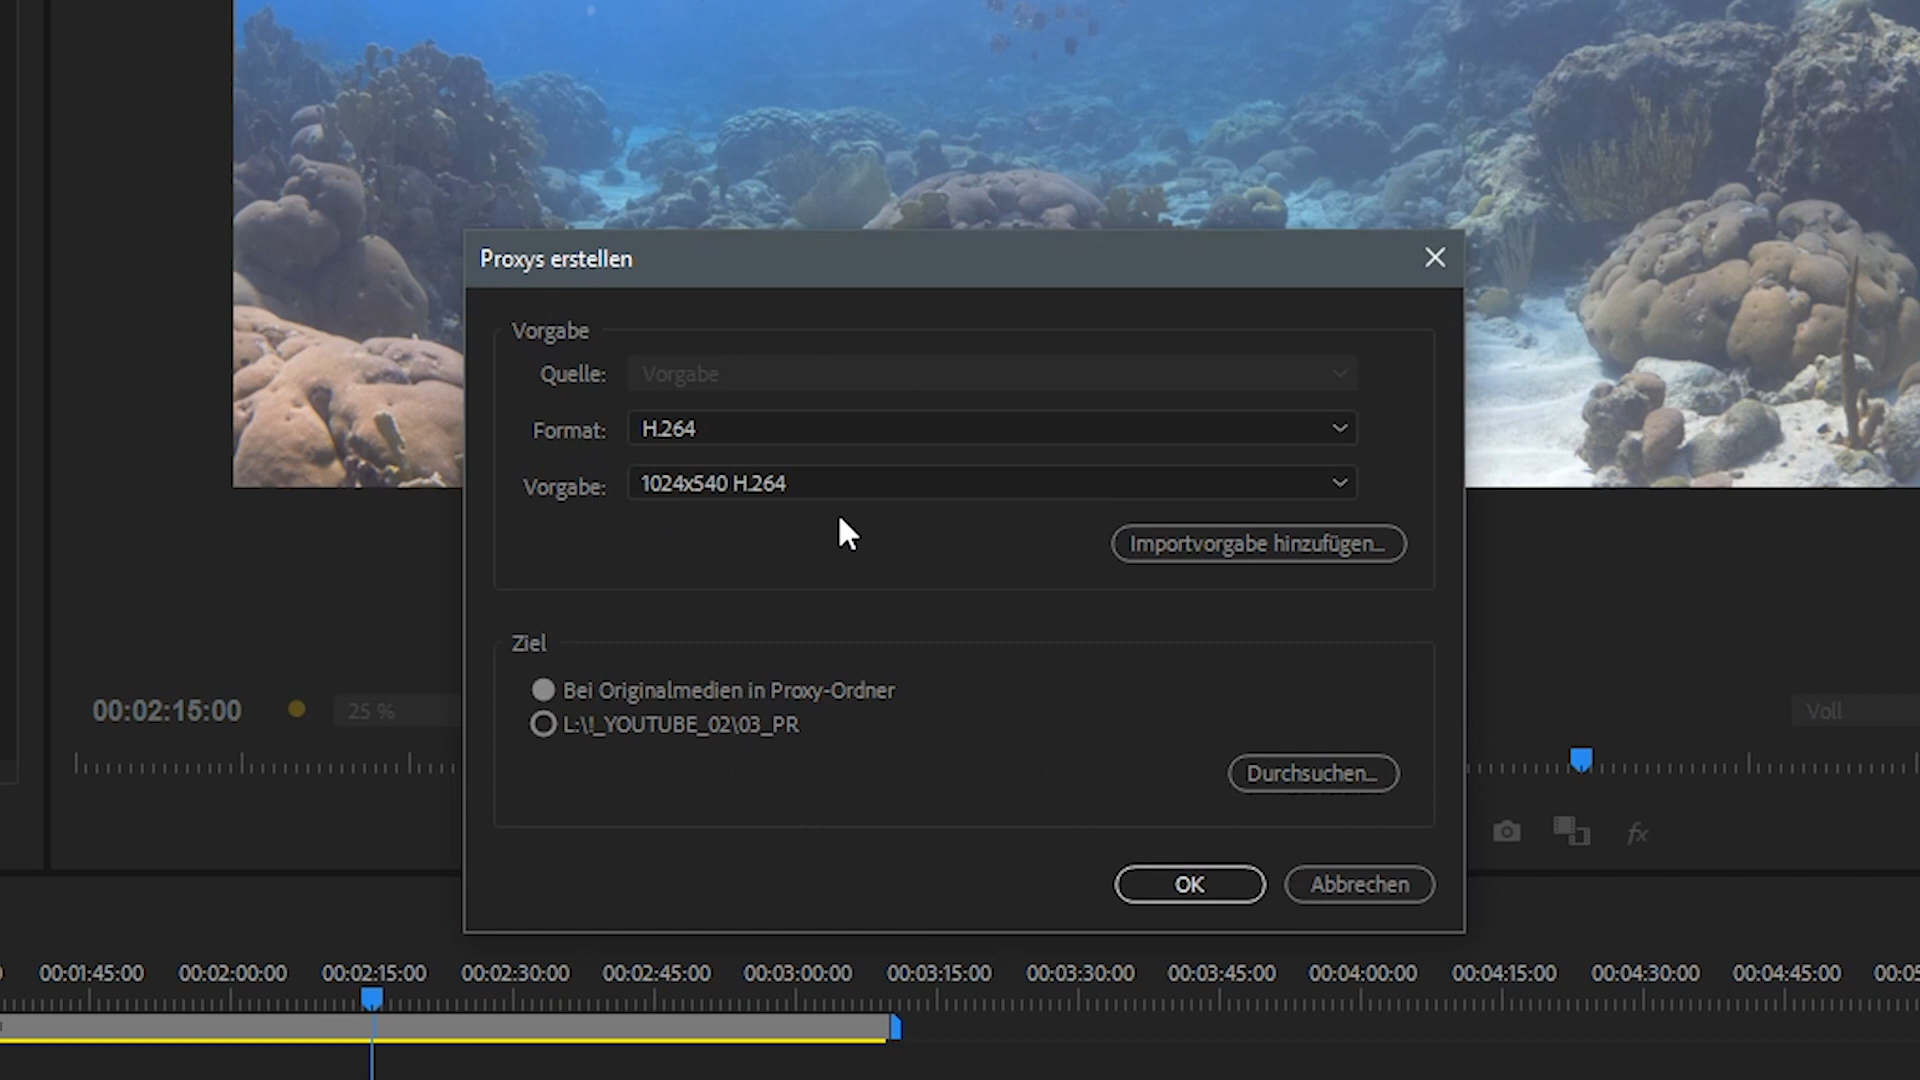 Proxys erstellen
Vorgabe
Quelle: Vorgabe
Format: H.264
Vorgabe: 1024x540 H.264
Importvorgabe hinzufügen...
Ziel
Bei Originalmedien in Proxy-Ordner
L:\!_YOUTUBE_02\03_PR
Durchsuchen...
OK Abbrechen
00:02:15:00 25 % Voll
fx
00:01:45:00 00:02:00:00 00:02:15:00 00:02:30:00 00:02:45:00 00:03:00:00 00:03:15:00 00:03:30:00 00:03:45:00 00:04:00:00 00:04:15:00 00:04:30:00 00:04:45:00